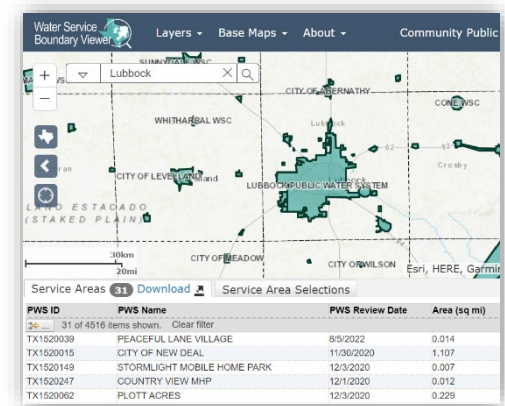 Water Service
Boundary Viewer
Layers
Base Maps
About
Community Public
Lubbock
WSC
CITY OF ABERNATHY
CONE WSC
WHITHARRAL WSC
Lubbock
52
Crosby
CITY OF LEVELLAND
LUBBOCK PUBLIC WATER SYSTEM
LLANO ESTACADO
(STAKED PLAIN)
30km
20mi
CITY OF MEADOW
CITY OF WILSON
Esri, HERE, Garmin
Service Areas 31 Download
Service Area Selections
PWS ID PWS Name PWS Review Date Area (sq mi)
... 31 of 4516 items shown. Clear filter
TX1520039 PEACEFUL LANE VILLAGE 8/5/2022 0.014
TX1520015 CITY OF NEW DEAL 11/30/2020 1.107
TX1520149 STORMLIGHT MOBILE HOME PARK 12/3/2020 0.007
TX1520247 COUNTRY VIEW MHP 12/1/2020 0.012
TX1520062 PLOTT ACRES 12/3/2020 0.229